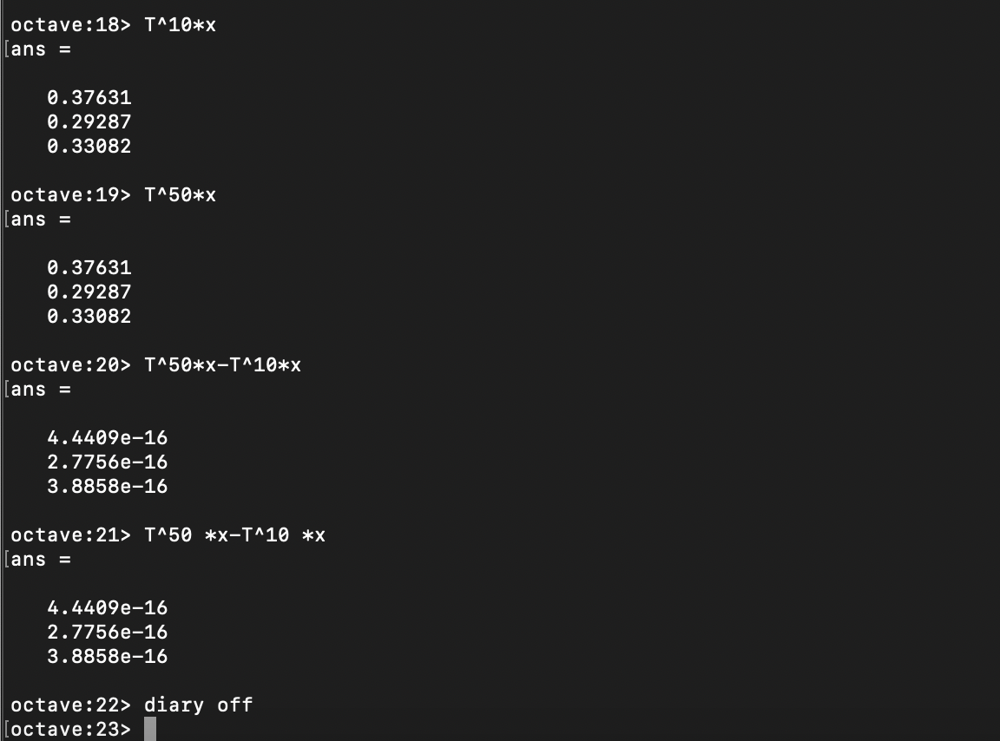 octave:18> T^10*x
[ans =
0.37631
0.29287
0.33082
octave:19> T^50*x
[ans =
0.37631
0.29287
0.33082
octave:20> T^50*x-T^10*x
[ans =
4.4409e-16
2.7756e-16
3.8858e-16
octave:21> T^50 *x-T^10 *x
[ans =
4.4409e-16
2.7756e-16
3.8858e-16
octave:22> diary off
[octave:23>